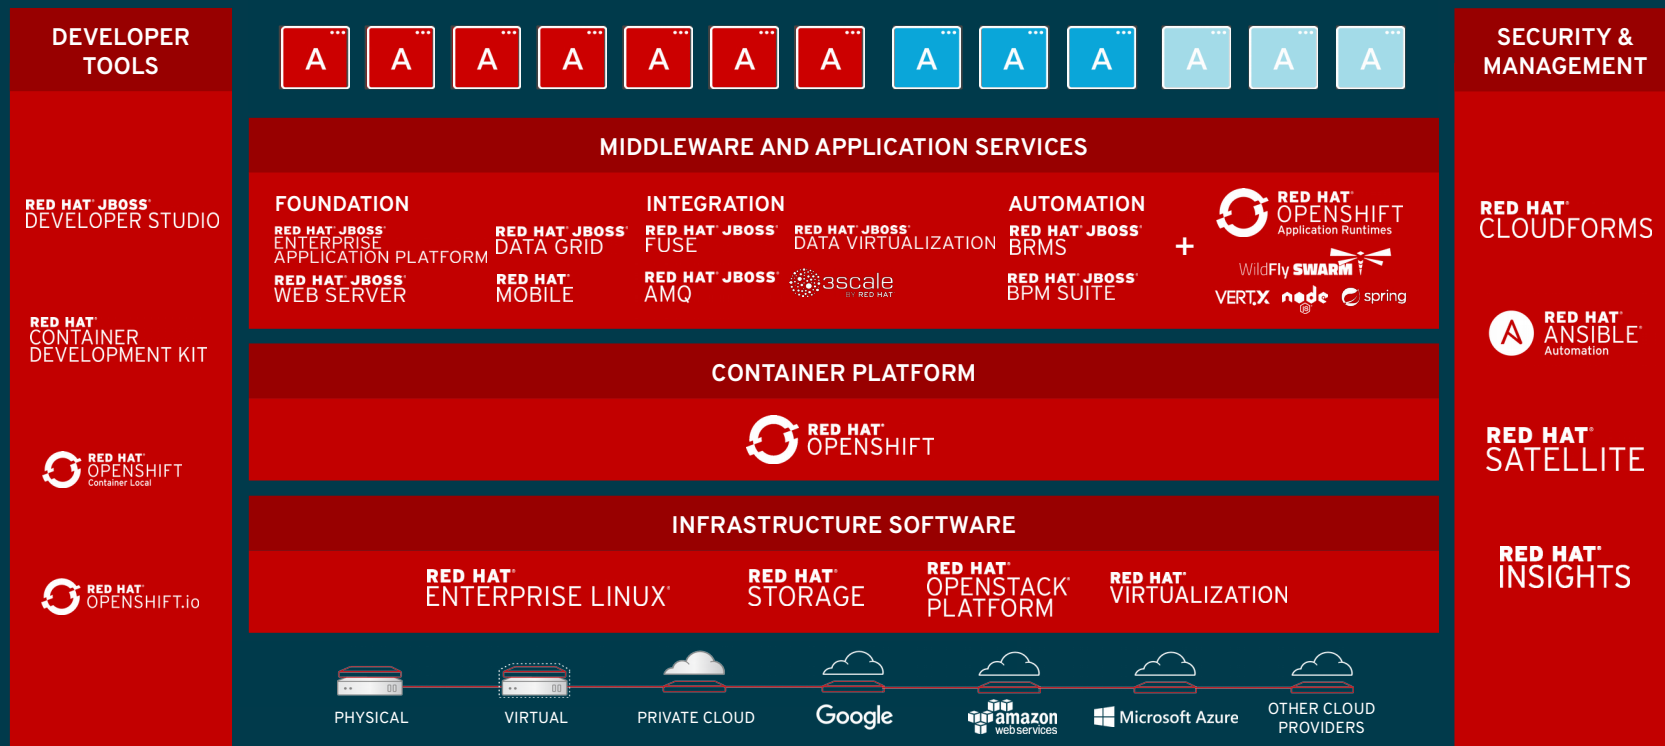 DEVELOPER
TOOLS
RED HAT® JBOSS®
DEVELOPER STUDIO
RED HAT®
CONTAINER
DEVELOPMENT KIT
RED HAT®
OPENSHIFT
Container Local
RED HAT®
OPENSHIFT.io
A A A A A A A A A A A A A
MIDDLEWARE AND APPLICATION SERVICES
FOUNDATION
RED HAT® JBOSS®
ENTERPRISE
APPLICATION PLATFORM
RED HAT® JBOSS®
WEB SERVER
RED HAT® JBOSS®
DATA GRID
RED HAT®
MOBILE
INTEGRATION
RED HAT® JBOSS®
FUSE
RED HAT® JBOSS®
AMQ
RED HAT® JBOSS®
DATA VIRTUALIZATION
3scale
BY RED HAT
AUTOMATION
RED HAT® JBOSS®
BRMS
RED HAT® JBOSS®
BPM SUITE
+
RED HAT®
OPENSHIFT
Application Runtimes
WildFly SWARM
VERT.X node JS spring
CONTAINER PLATFORM
RED HAT®
OPENSHIFT
INFRASTRUCTURE SOFTWARE
RED HAT®
ENTERPRISE LINUX®
RED HAT®
STORAGE
RED HAT®
OPENSTACK®
PLATFORM
RED HAT®
VIRTUALIZATION
PHYSICAL
VIRTUAL
PRIVATE CLOUD
Google
amazon
web services
Microsoft Azure
OTHER CLOUD
PROVIDERS
SECURITY &
MANAGEMENT
RED HAT®
CLOUDFORMS
A
RED HAT®
ANSIBLE®
Automation
RED HAT®
SATELLITE
RED HAT®
INSIGHTS